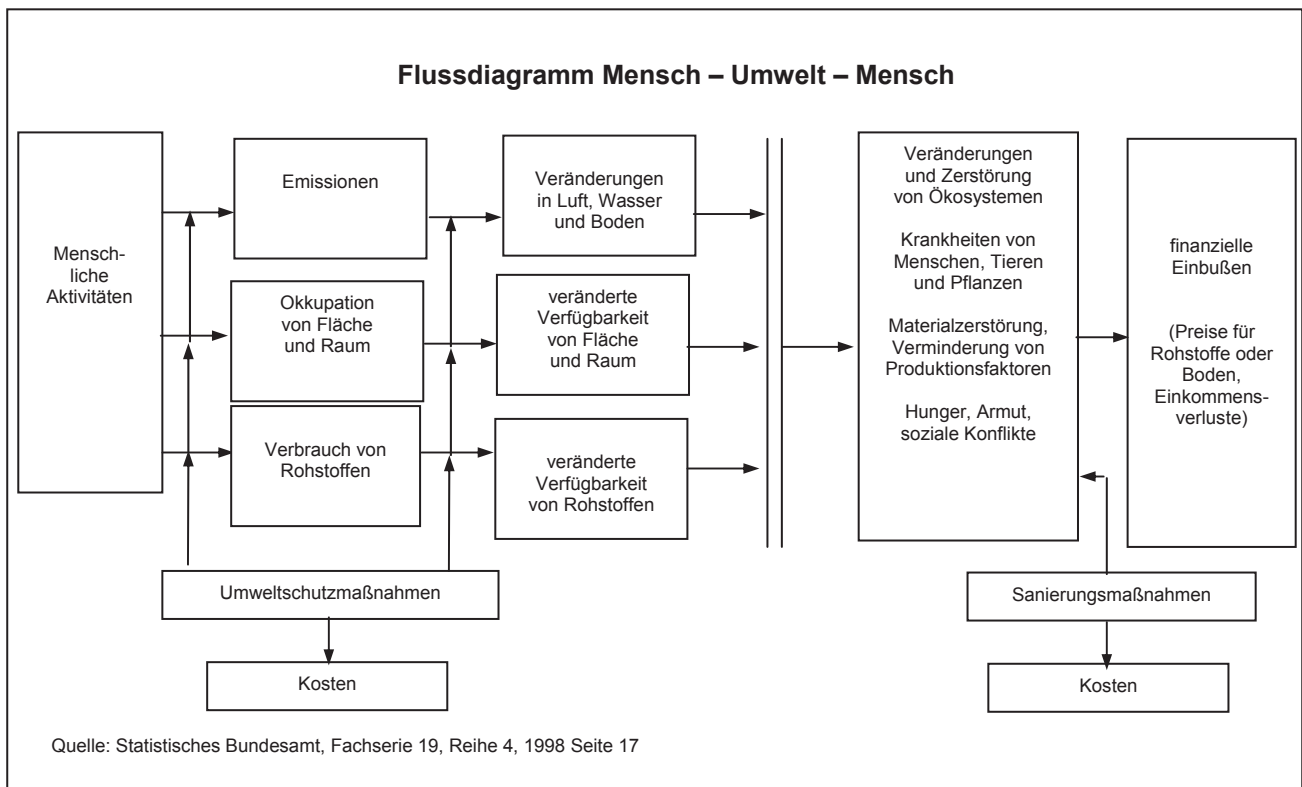 Flussdiagramm Mensch – Umwelt – Mensch
Mensch-
liche
Aktivitäten
Emissionen
Okkupation
von Fläche
und Raum
Verbrauch von
Rohstoffen
Veränderungen
in Luft, Wasser
und Boden
veränderte
Verfügbarkeit
von Fläche
und Raum
veränderte
Verfügbarkeit
von Rohstoffen
Veränderungen
und Zerstörung
von Ökosystemen
Krankheiten von
Menschen, Tieren
und Pflanzen
Materialzerstörung,
Verminderung von
Produktionsfaktoren
Hunger, Armut,
soziale Konflikte
finanzielle
Einbußen
(Preise für
Rohstoffe oder
Boden,
Einkommens-
verluste)
Umweltschutzmaßnahmen
Kosten
Sanierungsmaßnahmen
Kosten
Quelle: Statistisches Bundesamt, Fachserie 19, Reihe 4, 1998 Seite 17